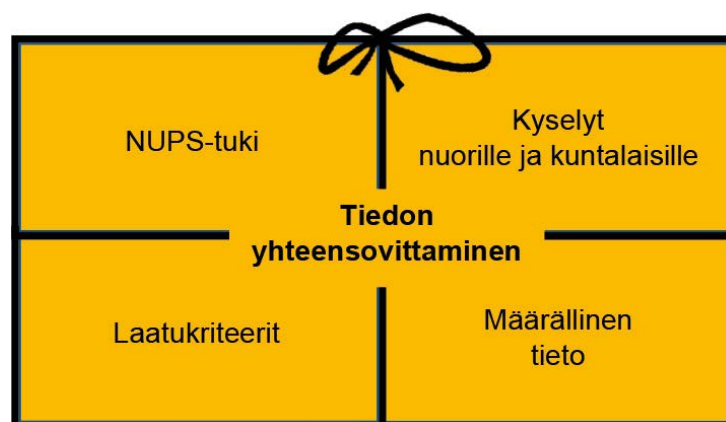 NUPS-tuki
Kyselyt
nuorille ja kuntalaisille
Tiedon
yhteensovittaminen
Laatukriteerit
Määrällinen
tieto